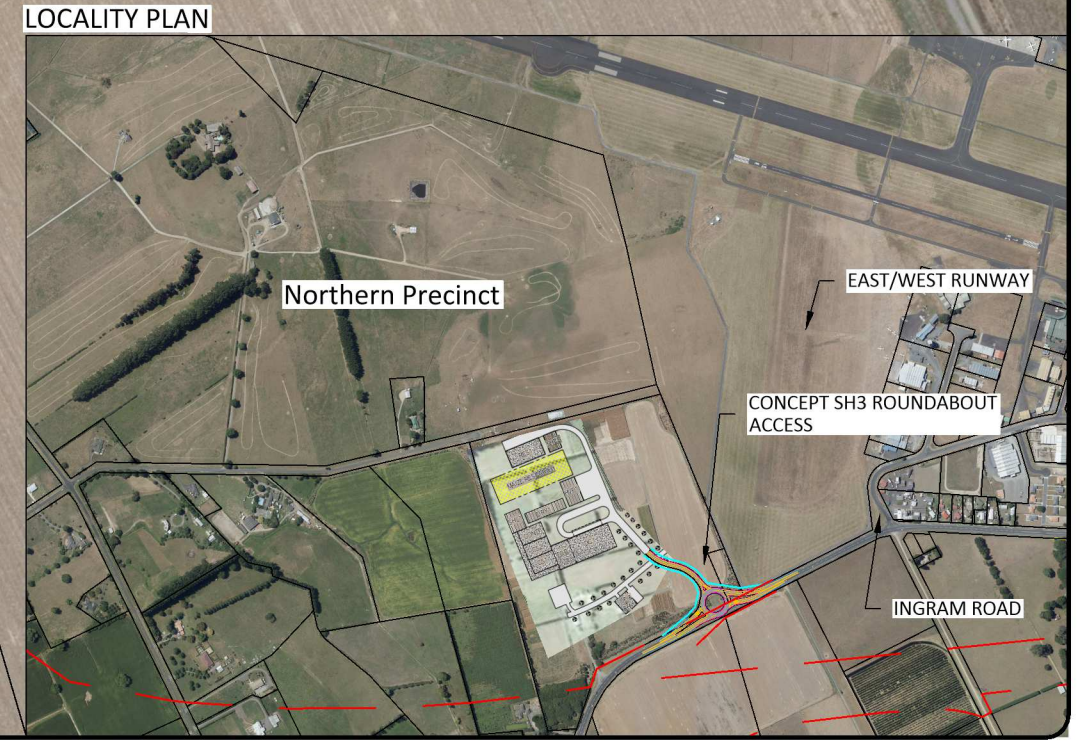 LOCALITY PLAN
Northern Precinct
EAST/WEST RUNWAY
CONCEPT SH3 ROUNDABOUT
ACCESS
INGRAM ROAD